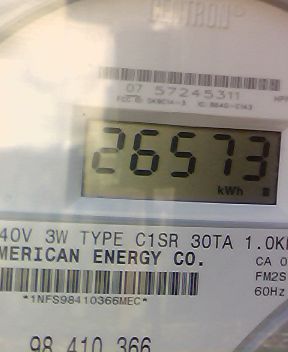 CENTRON
07 57245311
26573
kWh
40V 3W TYPE C1SR 30TA 1.0K
MERICAN ENERGY CO.
CA 0
FM2S
60Hz
*1NFS98410366MEC*
98 410 366